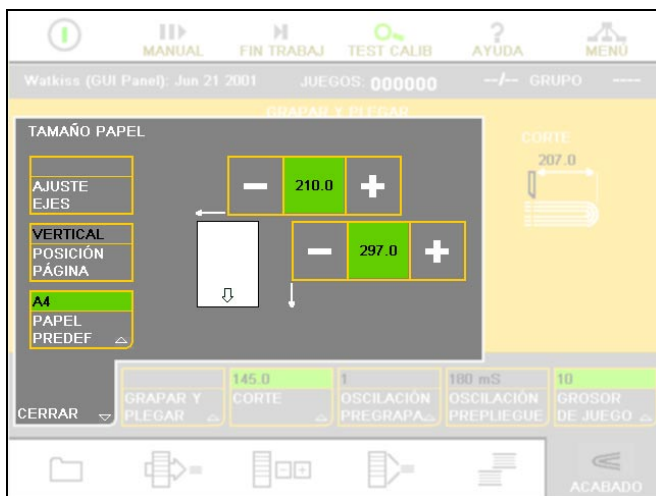 MANUAL
FIN TRABAJ
TEST CALIB
AYUDA
MENÚ
Watkiss (GUI Panel): Jun 21 2001 JUEGOS: 000000 --/-- GRUPO ----
GRAPAR Y PLEGAR
TAMAÑO PAPEL
CORTE
207.0
AJUSTE
EJES
210.0
VERTICAL
POSICIÓN
PÁGINA
297.0
A4
PAPEL
PREDEF
CERRAR
GRAPAR Y
PLEGAR
145.0
CORTE
1
OSCILACIÓN
PREGRAPA
180 mS
OSCILACIÓN
PREPLIEGUE
10
GROSOR
DE JUEGO
ACABADO